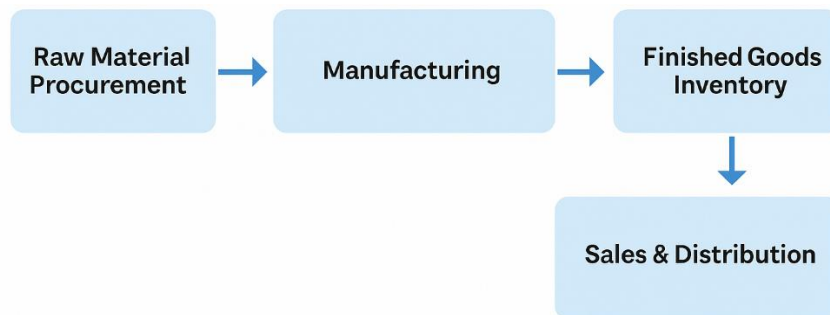 Raw Material
Procurement
Manufacturing
Finished Goods
Inventory
Sales & Distribution